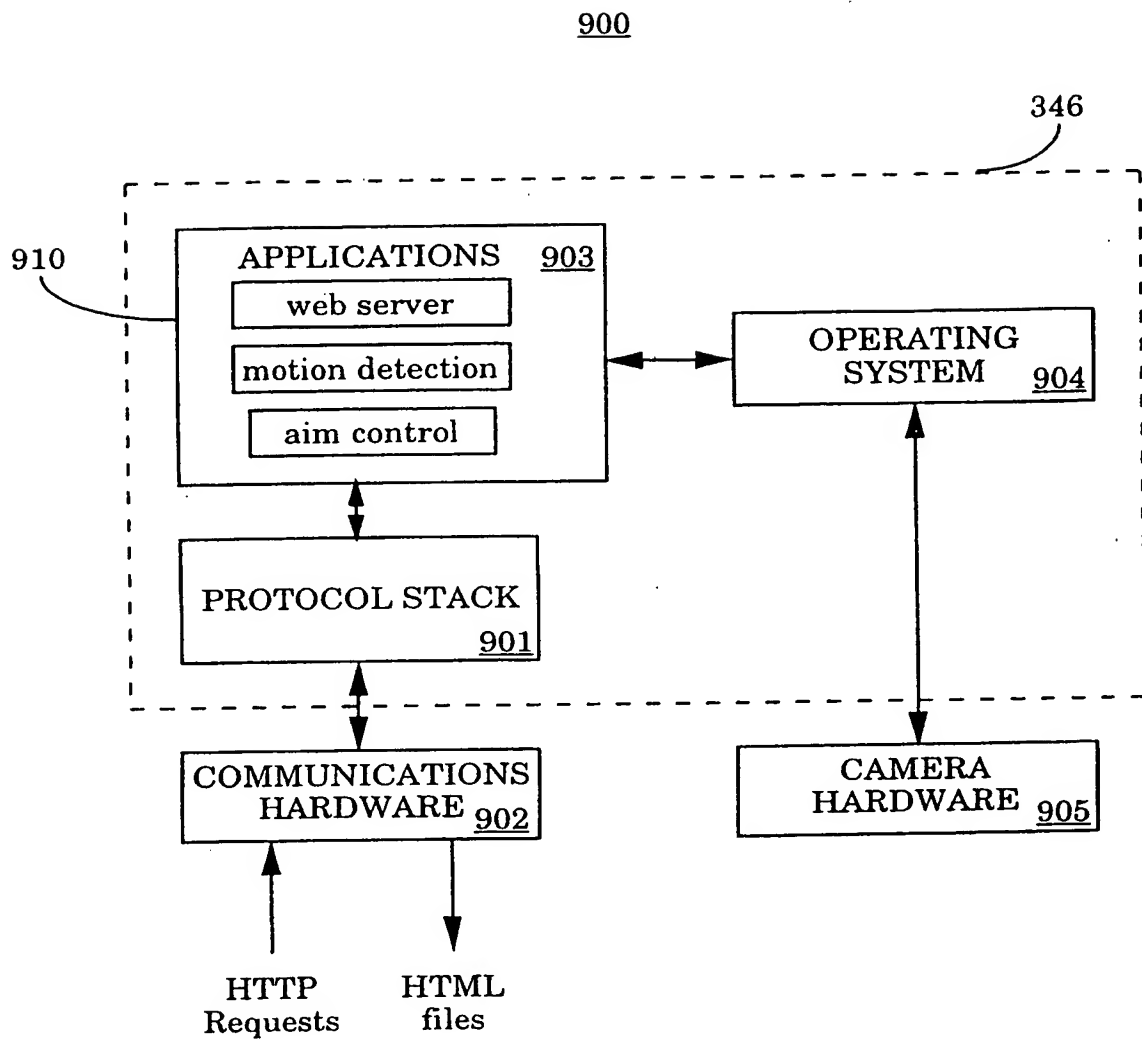 900
346
910
APPLICATIONS 903
web server
motion detection
aim control
OPERATING
SYSTEM 904
PROTOCOL STACK
901
COMMUNICATIONS
HARDWARE 902
CAMERA
HARDWARE 905
HTTP
Requests
HTML
files